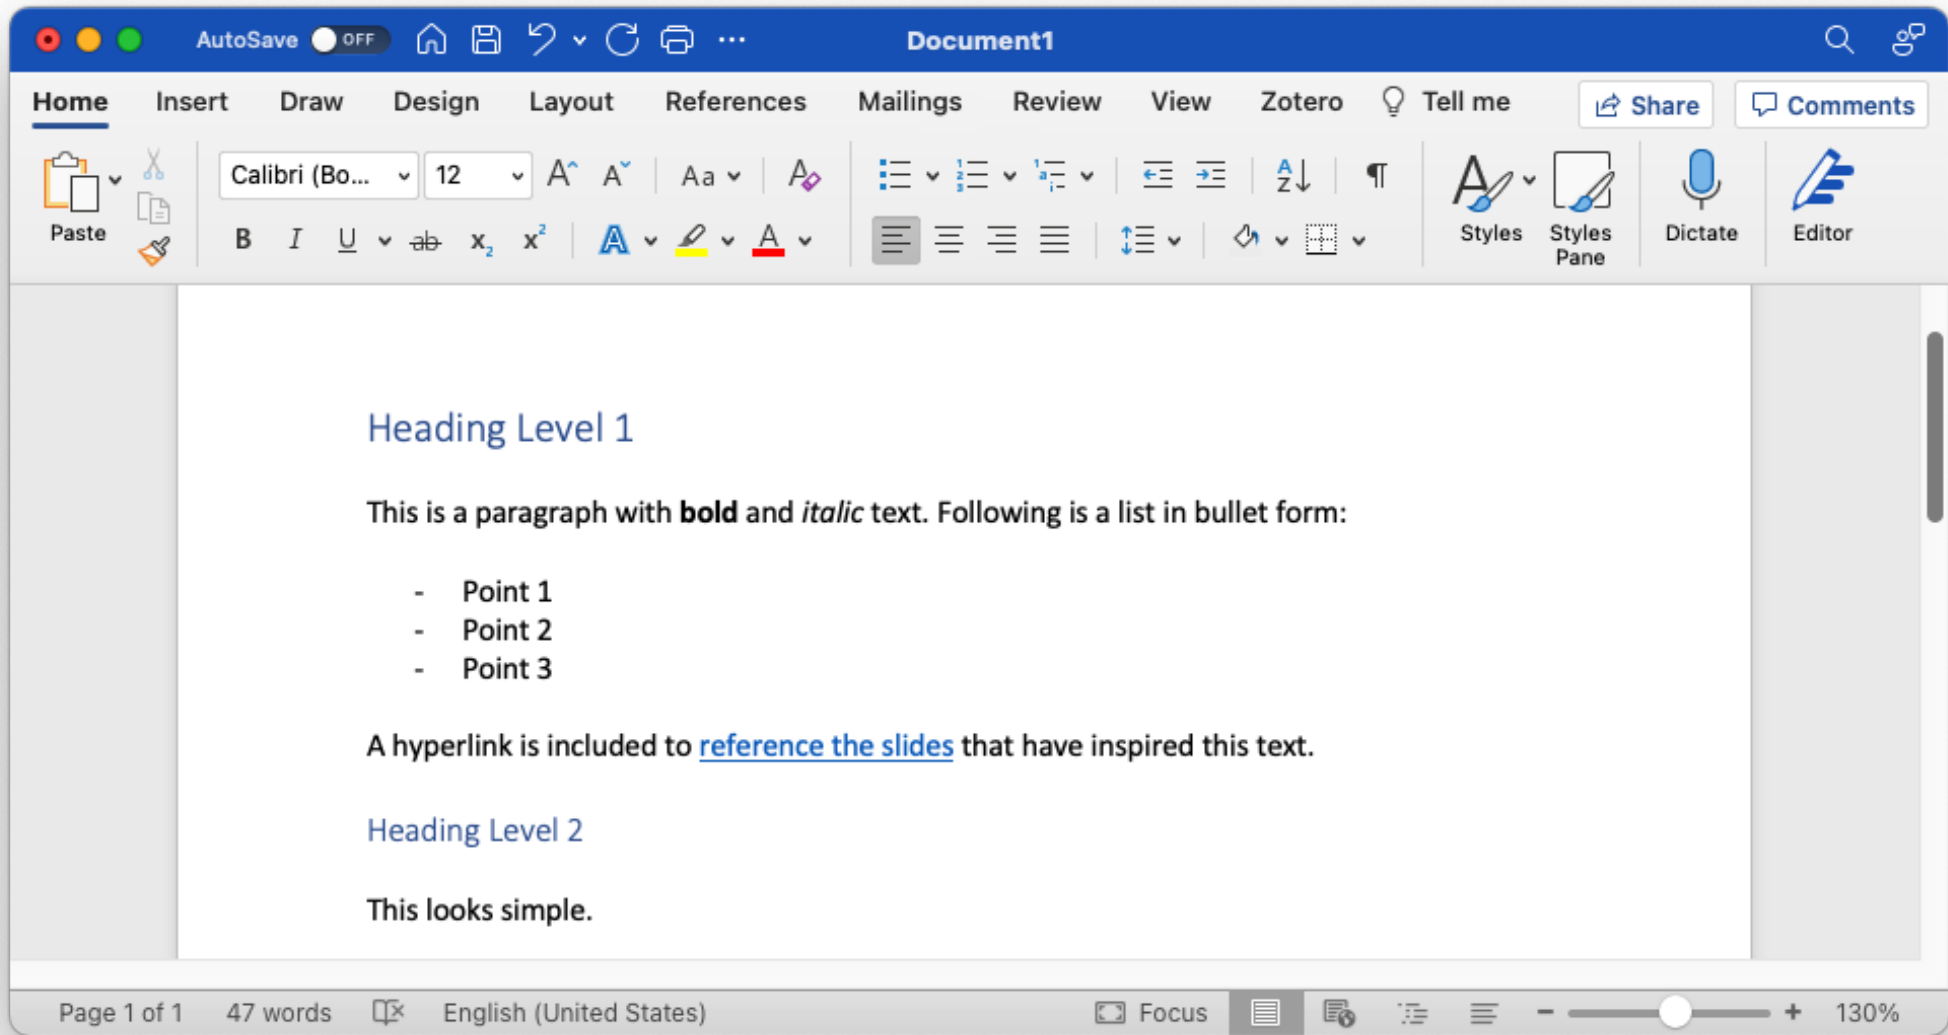 AutoSave OFF Document1
Home Insert Draw Design Layout References Mailings Review View Zotero Tell me Share Comments
Calibri (Bo... 12 Aa
Paste B I U ab x2 x2 A A Styles Styles Pane Dictate Editor
Heading Level 1
This is a paragraph with bold and italic text. Following is a list in bullet form:
- Point 1
- Point 2
- Point 3
A hyperlink is included to reference the slides that have inspired this text.
Heading Level 2
This looks simple.
Page 1 of 1 47 words English (United States) Focus 130%